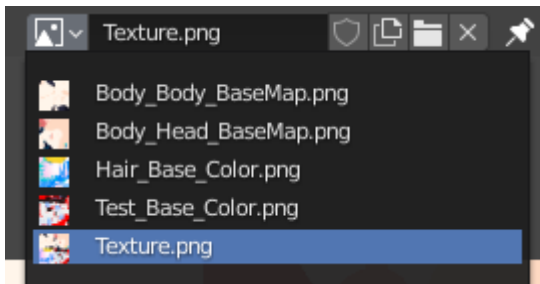 Texture.png
Body_Body_BaseMap.png
Body_Head_BaseMap.png
Hair_Base_Color.png
Test_Base_Color.png
Texture.png